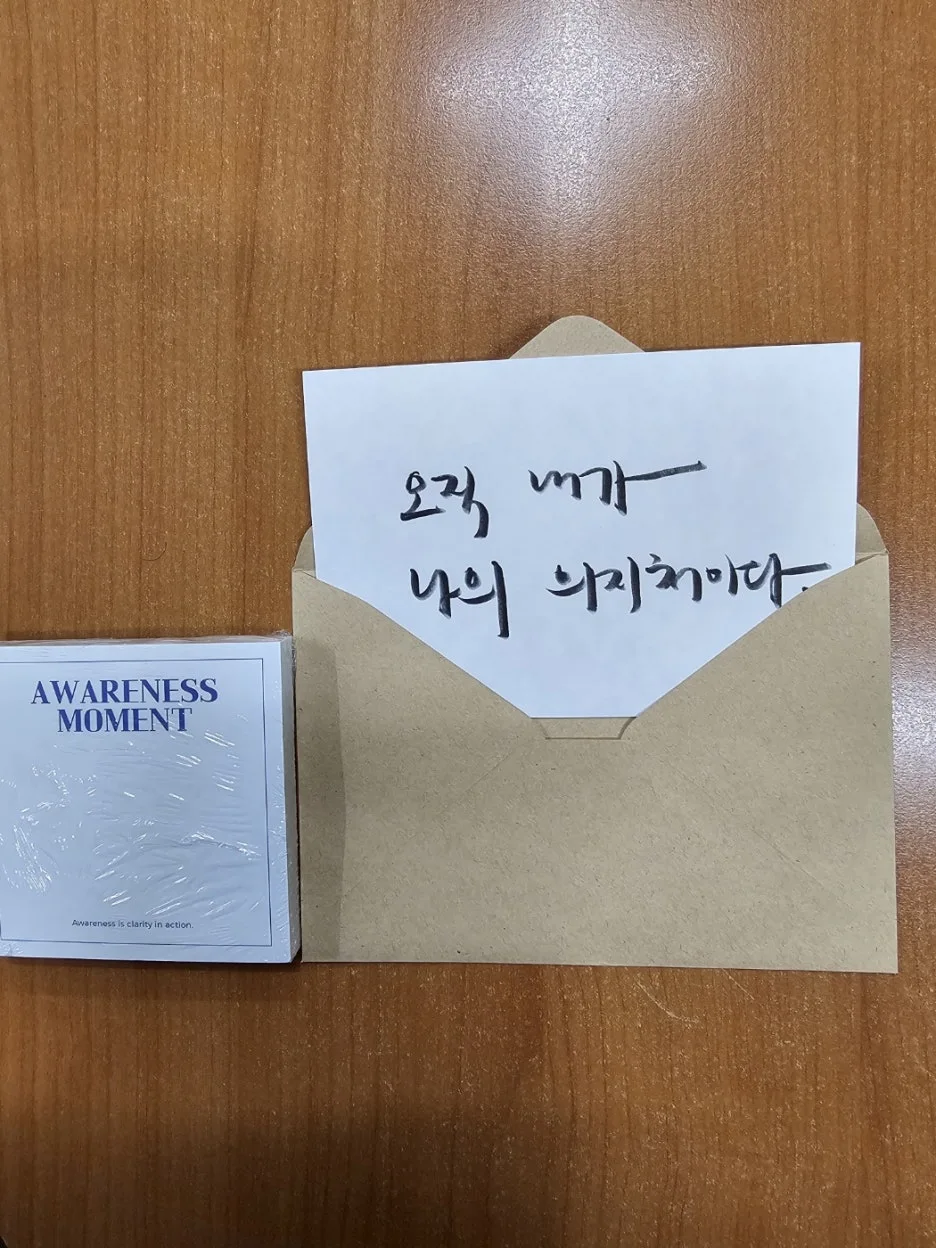 오직 내가
나의 의지처이다.
AWARENESS
MOMENT
Awareness is clarity in action.